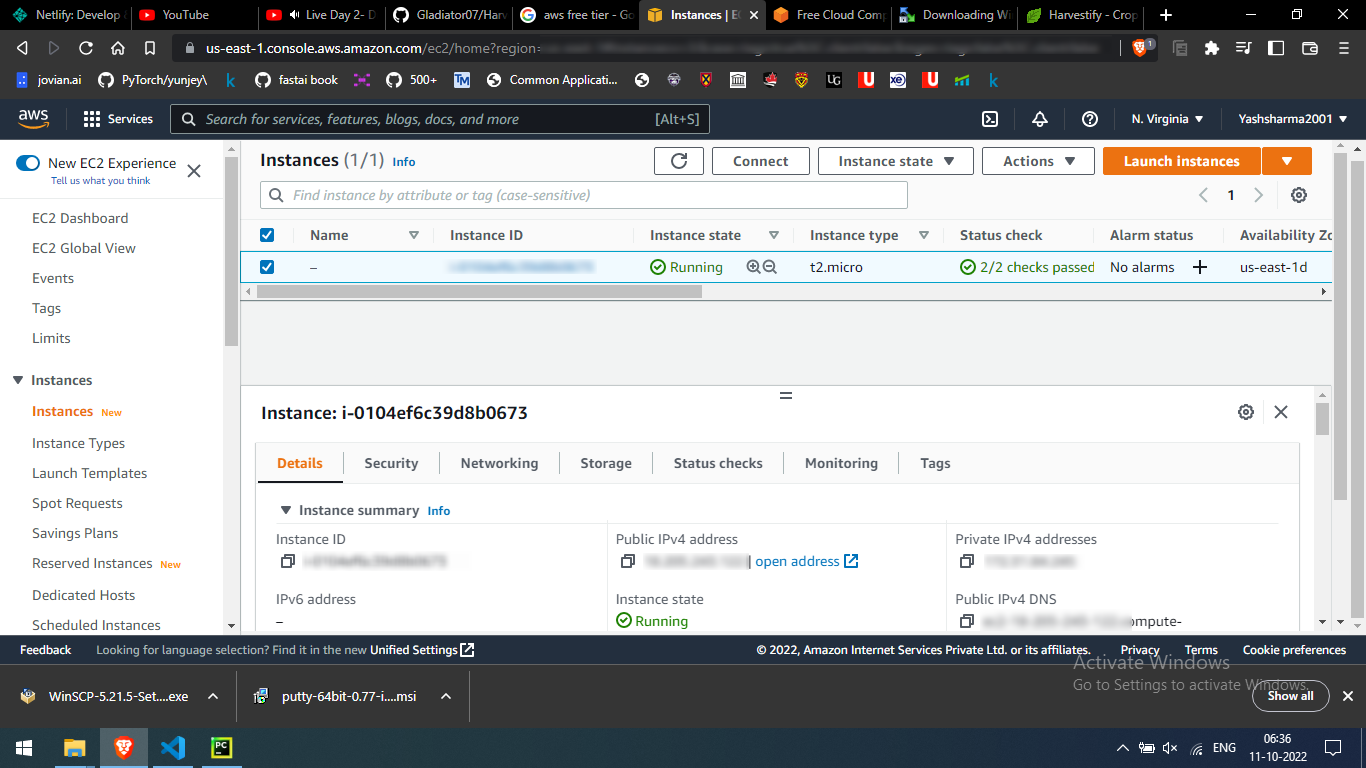 Netlify: Develop &
YouTube
Live Day 2- D
Gladiator07/Harv
aws free tier - Go
Instances | EC
Free Cloud Comp
Downloading Wi
Harvestify - Crop
us-east-1.console.aws.amazon.com/ec2/home?region=
1
jovian.ai
PyTorch/yunjey\
fastai book
500+
Common Applicati...
aws
Services
Search for services, features, blogs, docs, and more
[Alt+S]
N. Virginia
Yashsharma2001
New EC2 Experience
Tell us what you think
EC2 Dashboard
EC2 Global View
Events
Tags
Limits
Instances
Instances New
Instance Types
Launch Templates
Spot Requests
Savings Plans
Reserved Instances New
Dedicated Hosts
Scheduled Instances
Instances (1/1) Info
Connect
Instance state
Actions
Launch instances
Find instance by attribute or tag (case-sensitive)
1
Name
Instance ID
Instance state
Instance type
Status check
Alarm status
Availability Zo
–
Running
t2.micro
2/2 checks passed
No alarms
us-east-1d
Instance: i-0104ef6c39d8b0673
Details
Security
Networking
Storage
Status checks
Monitoring
Tags
Instance summary Info
Instance ID
Public IPv4 address
open address
Private IPv4 addresses
IPv6 address
–
Instance state
Running
Public IPv4 DNS
ompute-
Feedback
Looking for language selection? Find it in the new Unified Settings
© 2022, Amazon Internet Services Private Ltd. or its affiliates.
Privacy
Terms
Cookie preferences
Activate Windows
Go to Settings to activate Windows.
WinSCP-5.21.5-Set....exe
putty-64bit-0.77-i....msi
Show all
PC
ENG
06:36
11-10-2022